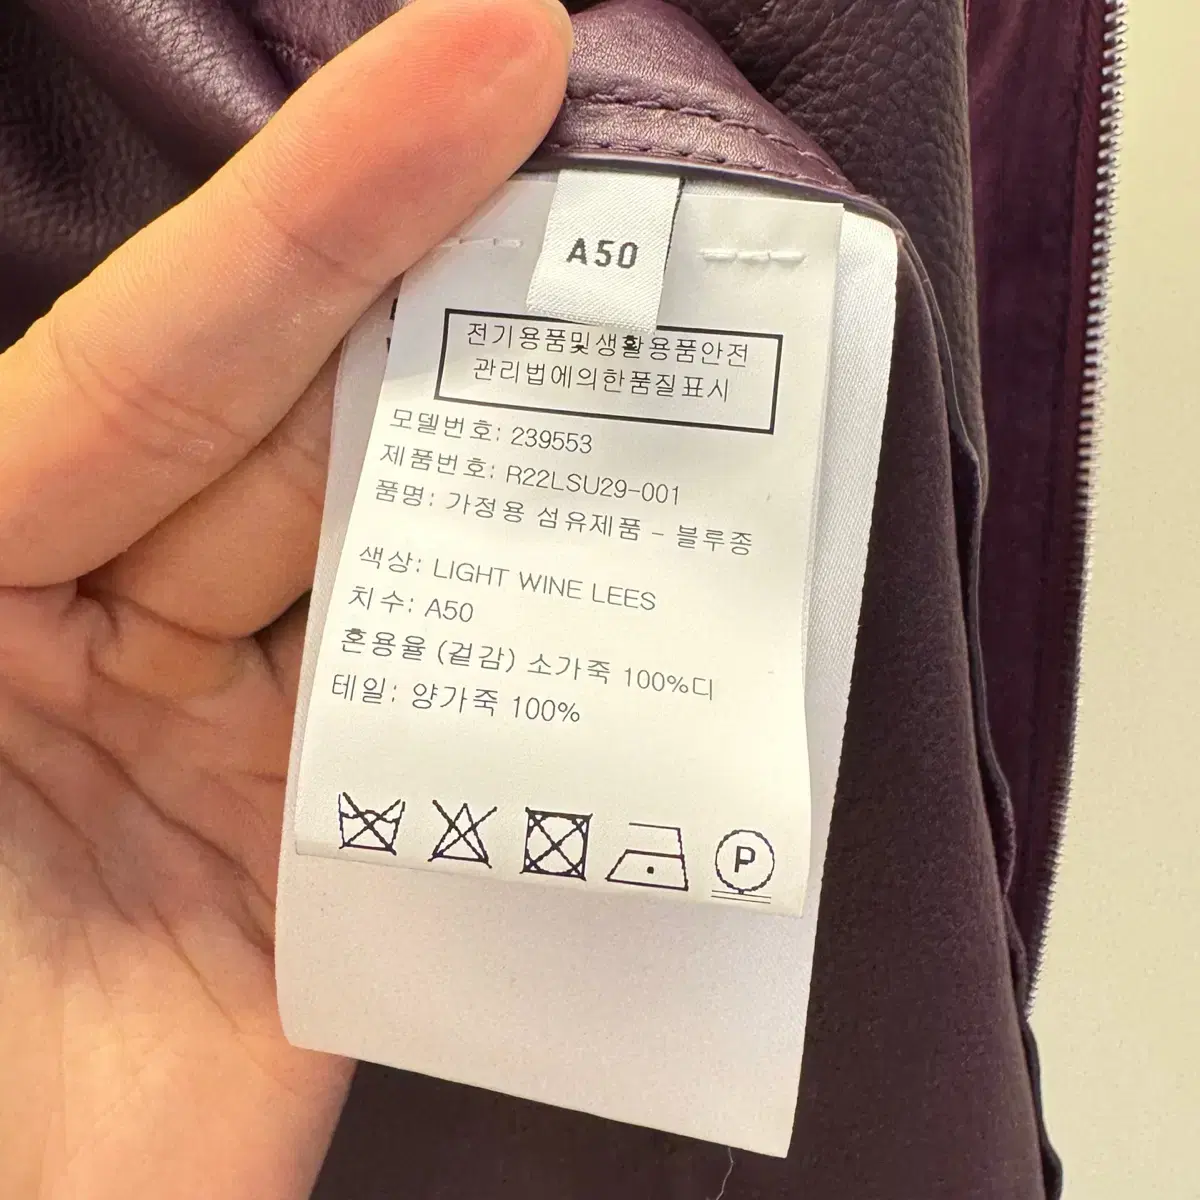 A50
전기용품및생활용품안전
관리법에의한품질표시
모델번호: 239553
제품번호: R22LSU29-001
품명: 가정용 섬유제품 - 블루종
색상: LIGHT WINE LEES
치수: A50
혼용율 (겉감) 소가죽 100%디
테일: 양가죽 100%
P